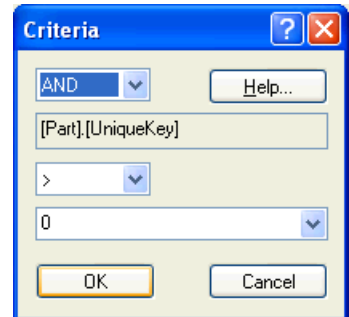 Criteria
AND
Help...
[Part].[UniqueKey]
>
0
OK
Cancel